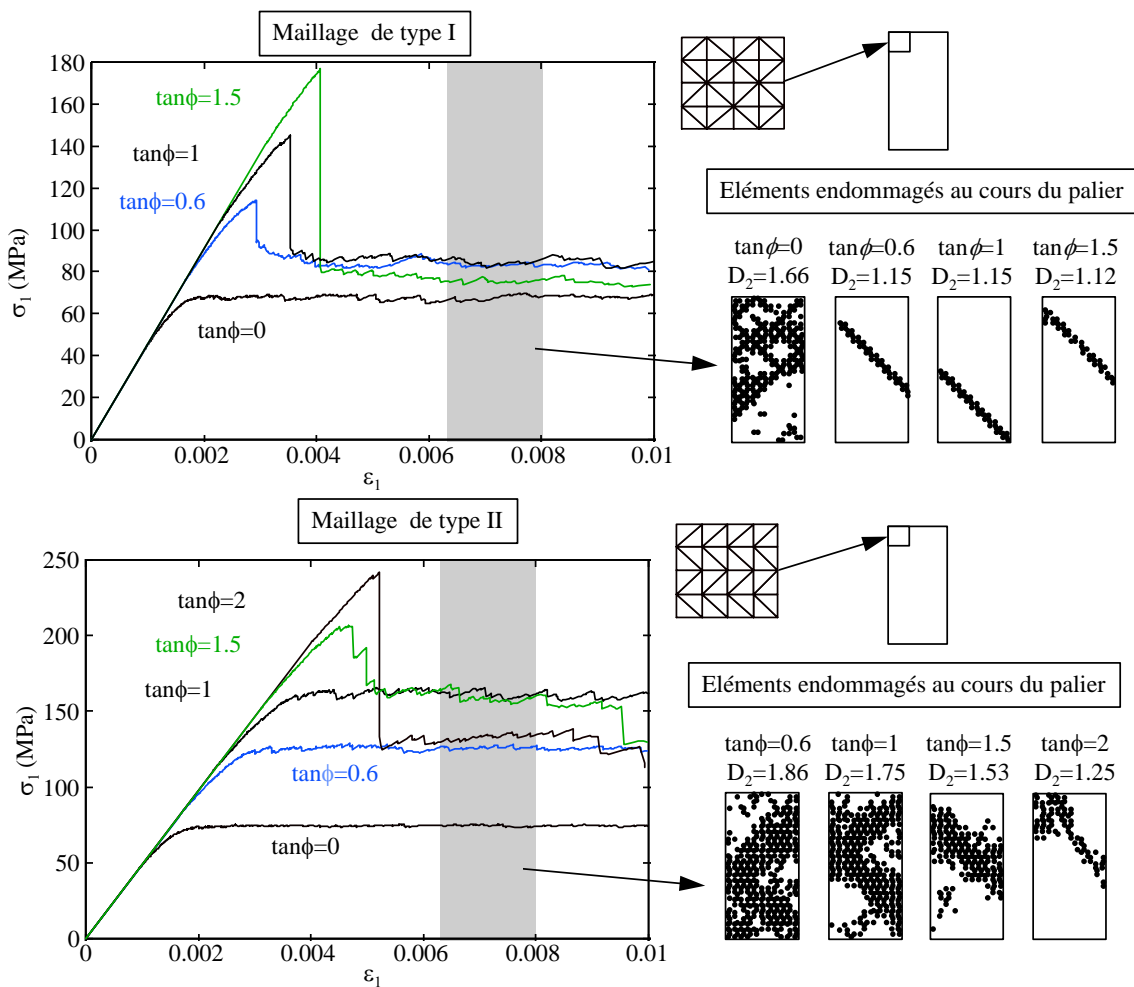 Maillage de type I
180
160
140
120
100
80
60
40
20
0
σ1 (MPa)
tanϕ=1.5
tanϕ=1
tanϕ=0.6
tanϕ=0
0 0.002 0.004 0.006 0.008 0.01
ε1
Eléments endommagés au cours du palier
tanϕ=0 tanϕ=0.6 tanϕ=1 tanϕ=1.5
D2=1.66 D2=1.15 D2=1.15 D2=1.12
Maillage de type II
250
200
150
100
50
0
σ1 (MPa)
tanϕ=2
tanϕ=1.5
tanϕ=1
tanϕ=0.6
tanϕ=0
0 0.002 0.004 0.006 0.008 0.01
ε1
Eléments endommagés au cours du palier
tanϕ=0.6 tanϕ=1 tanϕ=1.5 tanϕ=2
D2=1.86 D2=1.75 D2=1.53 D2=1.25